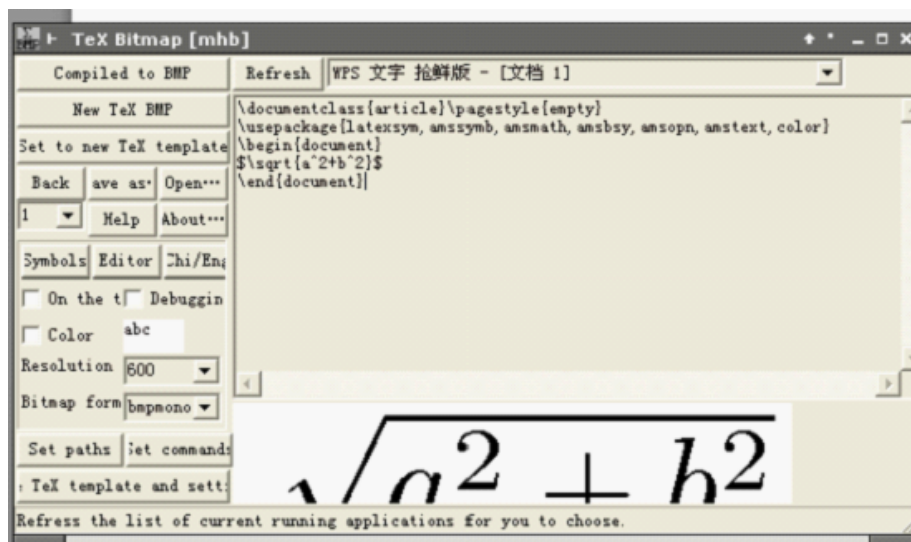 TeX Bitmap [mhb]
Compiled to BMP
Refresh
WPS 文字 抢鲜版 - [文档 1]
New TeX BMP
Set to new TeX template
Back
ave as
Open···
1
Help
About···
Symbols
Editor
Chi/Eng
On the t
Debuggin
Color
abc
Resolution
600
Bitmap form
bmpmono
Set paths
Set commands
TeX template and sett
\documentclass{article}\pagestyle{empty}
\usepackage{latexsym, amssymb, amsmath, amsbsy, amsopn, amstext, color}
\begin{document}
$\sqrt{a^2+b^2}$
\end{document}
√a² + b²
Refress the list of current running applications for you to choose.